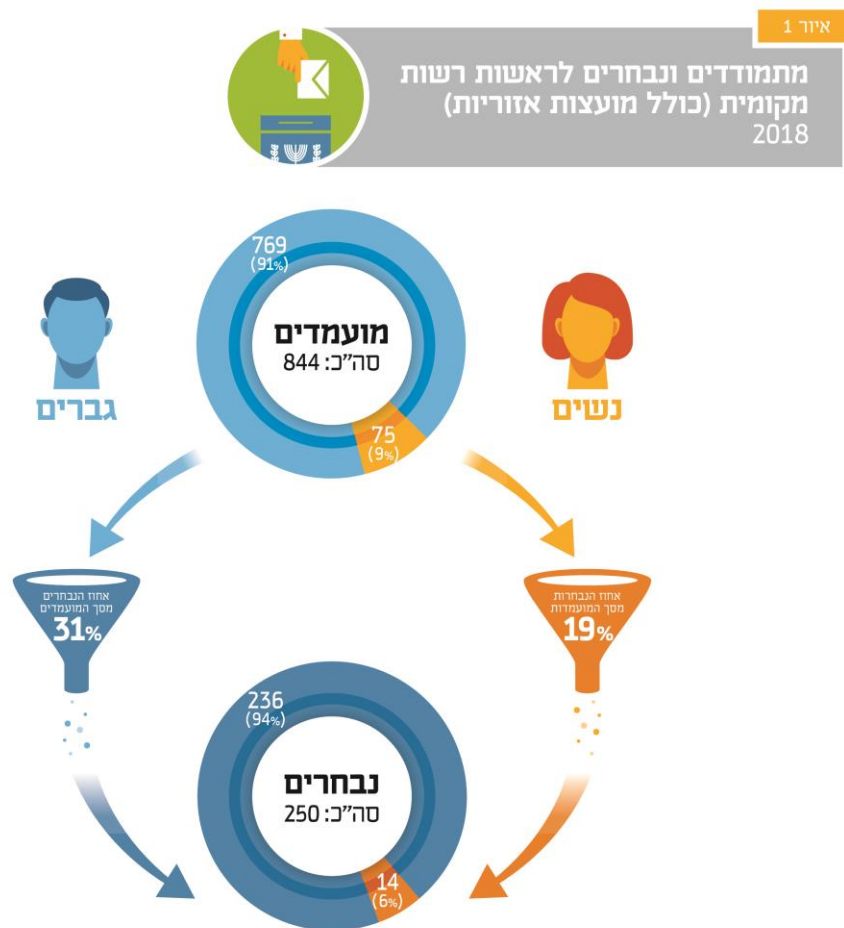 איור 1
מתמודדים ונבחרים לראשות רשות
מקומית (כולל מועצות אזוריות)
2018
769
(91%)
מועמדים
סה"כ: 844
75
(9%)
גברים
נשים
אחוז הנבחרים
מסך המועמדים
31%
אחוז הנבחרות
מסך המועמדות
19%
236
(94%)
נבחרים
סה"כ: 250
14
(6%)